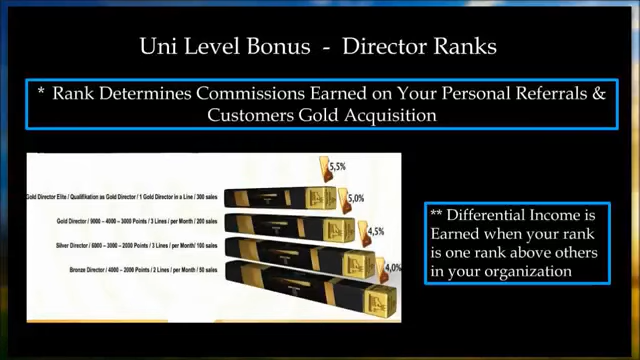 Uni Level Bonus - Director Ranks
* Rank Determines Commissions Earned on Your Personal Referrals &
Customers Gold Acquisition
5,5%
Gold Director Elite / Qualifikation as Gold Director / 1 Gold Director in a Line / 300 sales
5,0%
Gold Director / 9000 - 4000 - 3000 Points / 3 Lines / per Month / 200 sales
4,5%
Silver Director / 6000 - 3000 - 2000 Points / 3 Lines / per Month/ 100 sales
4,0%
Bronze Director / 4000 - 2000 Points / 2 Lines / per Month / 50 sales
** Differential Income is
Earned when your rank
is one rank above others
in your organization